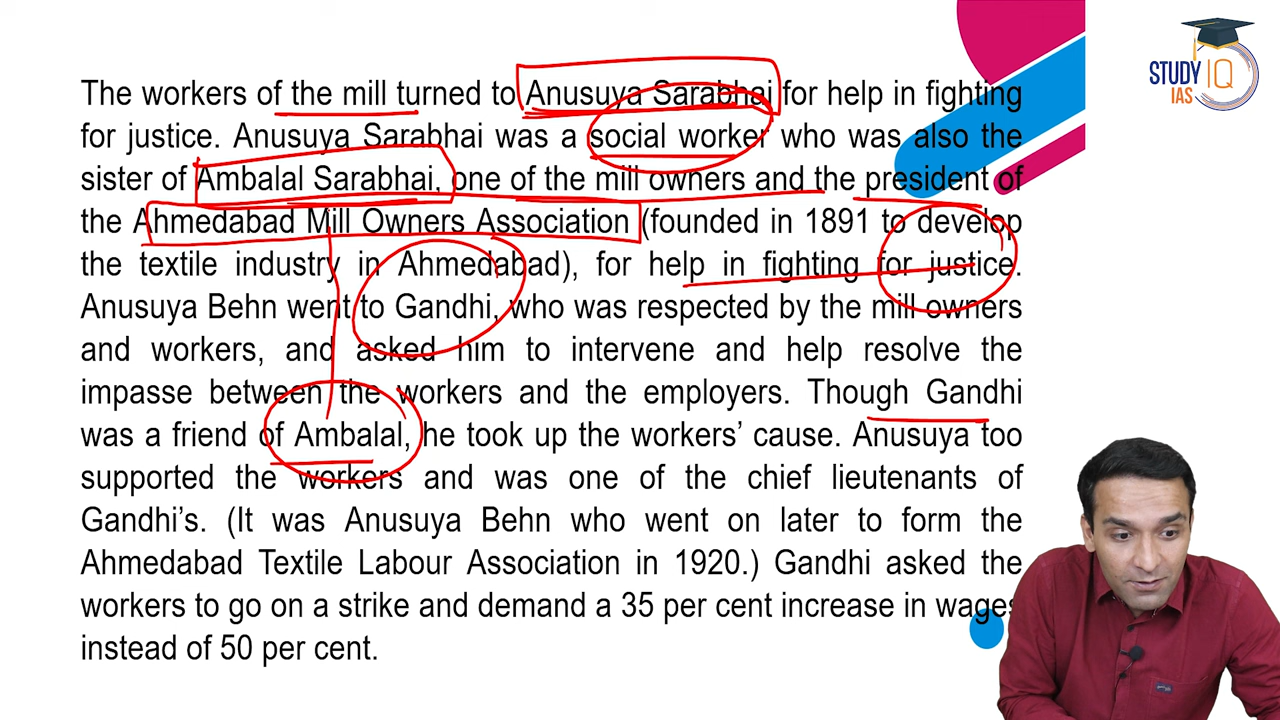 The workers of the mill turned to Anusuya Sarabhai for help in fighting
for justice. Anusuya Sarabhai was a social worker who was also the
sister of Ambalal Sarabhai, one of the mill owners and the president of
the Ahmedabad Mill Owners Association (founded in 1891 to develop
the textile industry in Ahmedabad), for help in fighting for justice.
Anusuya Behn went to Gandhi, who was respected by the mill owners
and workers, and asked him to intervene and help resolve the
impasse between the workers and the employers. Though Gandhi
was a friend of Ambalal, he took up the workers’ cause. Anusuya too
supported the workers and was one of the chief lieutenants of
Gandhi’s. (It was Anusuya Behn who went on later to form the
Ahmedabad Textile Labour Association in 1920.) Gandhi asked the
workers to go on a strike and demand a 35 per cent increase in wages
instead of 50 per cent.
STUDY IQ
IAS